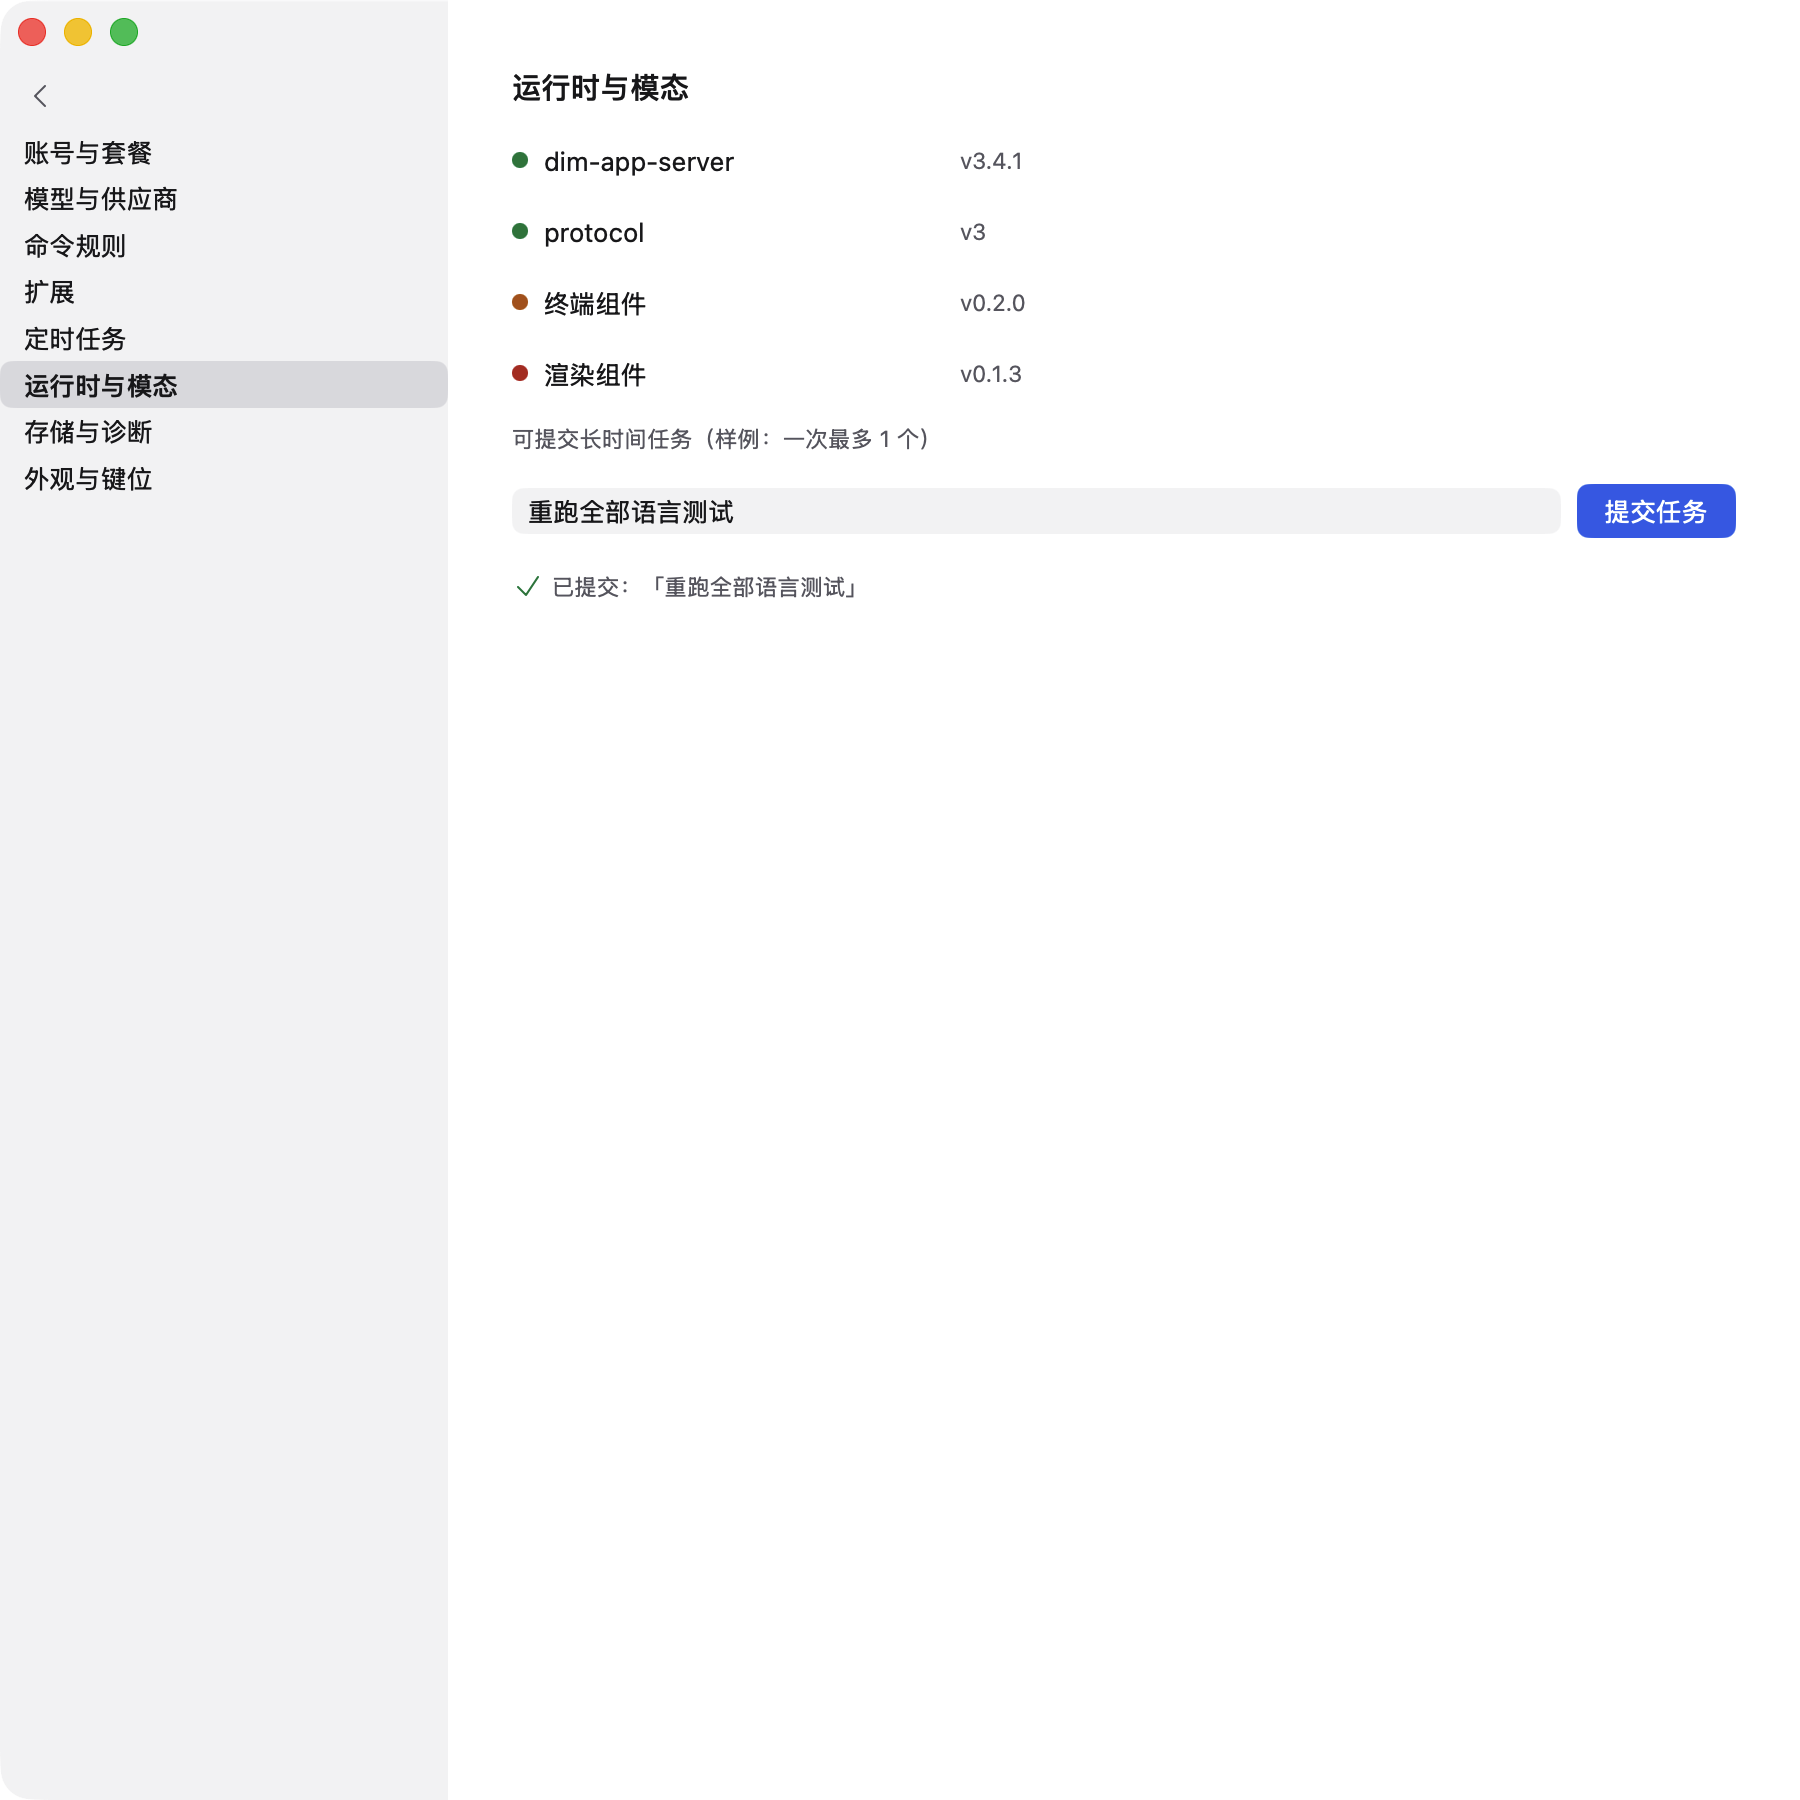 账号与套餐
模型与供应商
命令规则
扩展
定时任务
运行时与模态
存储与诊断
外观与键位
运行时与模态
dim-app-server v3.4.1
protocol v3
终端组件 v0.2.0
渲染组件 v0.1.3
可提交长时间任务（样例：一次最多 1 个）
重跑全部语言测试 提交任务
已提交：「重跑全部语言测试」